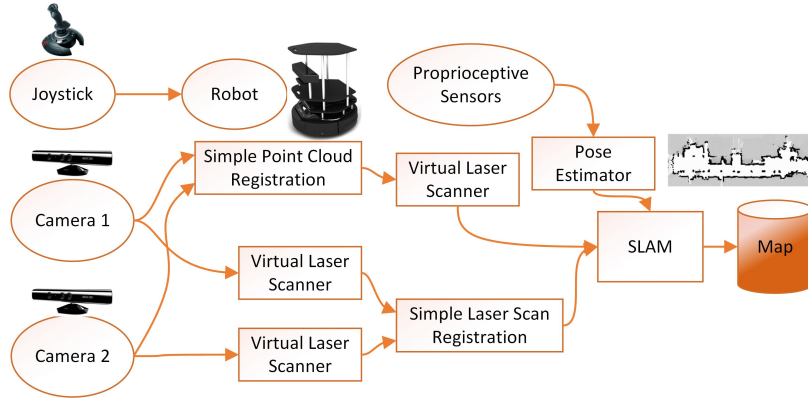 Joystick
Robot
Proprioceptive
Sensors
Simple Point Cloud
Registration
Virtual Laser
Scanner
Pose
Estimator
Camera 1
SLAM
Map
Virtual Laser
Scanner
Simple Laser Scan
Registration
Camera 2
Virtual Laser
Scanner